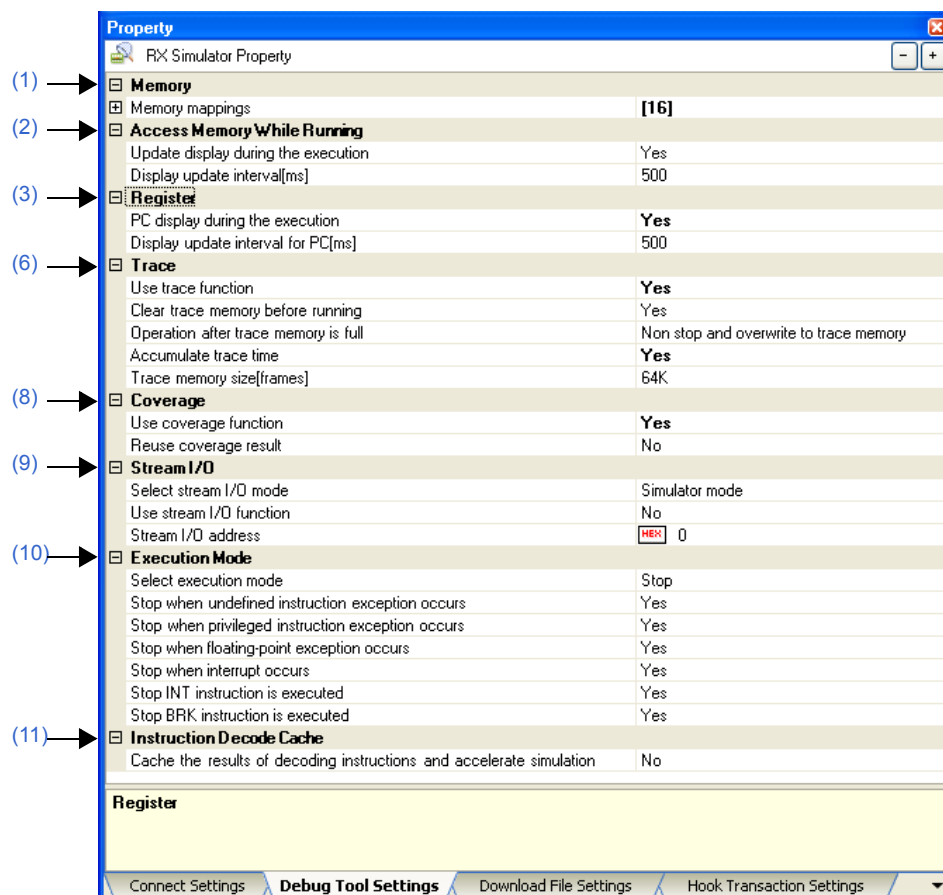 Property
RX Simulator Property
(1) Memory
Memory mappings [16]
(2) Access Memory While Running
Update display during the execution Yes
Display update interval[ms] 500
(3) Register
PC display during the execution Yes
Display update interval for PC[ms] 500
(6) Trace
Use trace function Yes
Clear trace memory before running Yes
Operation after trace memory is full Non stop and overwrite to trace memory
Accumulate trace time Yes
Trace memory size[frames] 64K
(8) Coverage
Use coverage function Yes
Reuse coverage result No
(9) Stream I/O
Select stream I/O mode Simulator mode
Use stream I/O function No
Stream I/O address HEX 0
(10) Execution Mode
Select execution mode Stop
Stop when undefined instruction exception occurs Yes
Stop when privileged instruction exception occurs Yes
Stop when floating-point exception occurs Yes
Stop when interrupt occurs Yes
Stop INT instruction is executed Yes
Stop BRK instruction is executed Yes
(11) Instruction Decode Cache
Cache the results of decoding instructions and accelerate simulation No
Register
Connect Settings Debug Tool Settings Download File Settings Hook Transaction Settings